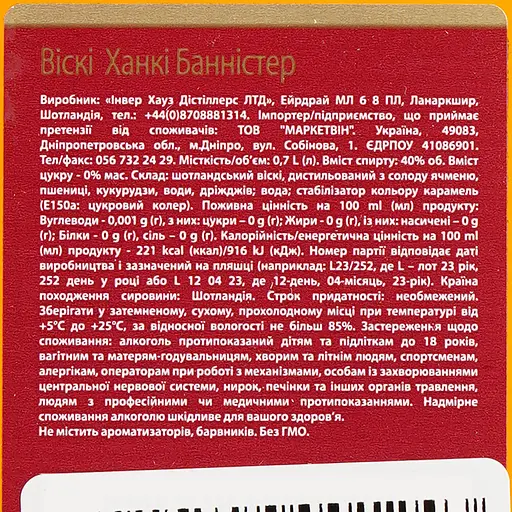 Віскі Ханкі Банністер
Виробник: «Інвер Хауз Дістіллерс ЛТД», Ейрдрай МЛ 6 8 ПЛ, Ланаркшир,
Шотландія, тел.: +44(0)8708881314. Імпортер/підприємство, що приймає
претензії від споживачів: ТОВ "МАРКЕТВІН". Україна, 49083,
Дніпропетровська обл., м.Дніпро, вул. Собінова, 1. ЄДРПОУ 41086901.
Тел/факс: 056 732 24 29. Місткість/об'єм: 0,7 L (л). Вміст спирту: 40% об. Вміст
цукру - 0% мас. Склад: шотландський віскі, дистильований з солоду ячменю,
пшениці, кукурудзи, води, дріжджів; вода; стабілізатор кольору карамель
(Е150а: цукровий колер). Поживна цінність на 100 ml (мл) продукту:
Вуглеводи - 0,001 g (г), з них: цукри – 0 g (г); Жири - 0 g (г), із них: насичені – 0 g
(г); Білки - 0 g (г), сіль – 0 g (г). Калорійність/енергетична цінність на 100 ml
(мл) продукту - 221 kcal (ккал)/916 kJ (кДж). Номер партії відповідає даті
виробництва і зазначений на пляшці (наприклад: L23/252, де L – лот 23 рік,
252 день у році або L 12 04 23, де 12-день, 04-місяць, 23-рік). Країна
походження сировини: Шотландія. Строк придатності: необмежений.
Зберігати у затемненому, сухому, прохолодному місці при температурі від
+5°С до +25°С, за відносної вологості не більш 85%. Застереження щодо
споживання: алкоголь протипоказаний дітям та підліткам до 18 років,
вагітним та матерям-годувальницям, хворим та літнім людям, спортсменам,
алергікам, операторам при роботі з механізмами, особам із захворюваннями
центральної нервової системи, нирок, печінки та інших органів травлення,
людям з професійними чи медичними протипоказаннями. Надмірне
споживання алкоголю шкідливе для вашого здоров'я.
Не містить ароматизаторів, барвників. Без ГМО.